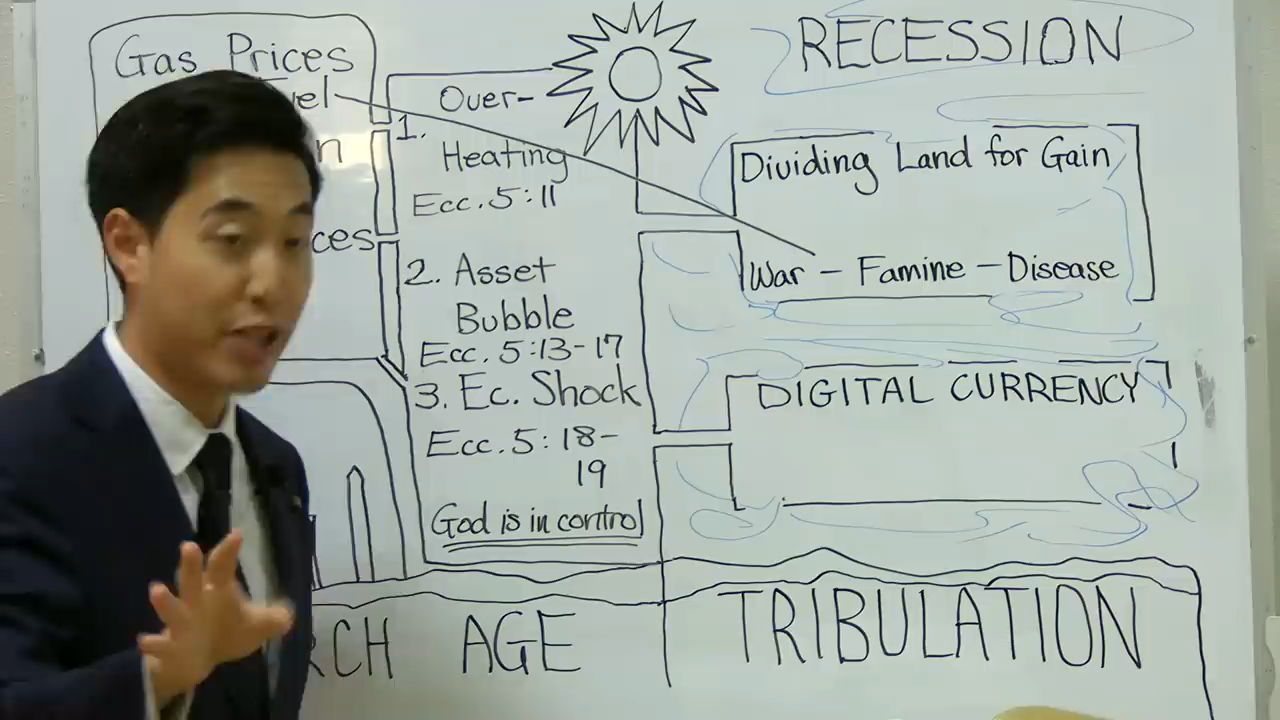 Gas Prices
Over-
1.
Heating
Ecc. 5:11
2. Asset
Bubble
Ecc. 5:13-17
3. Ec. Shock
Ecc. 5:18-
19
God is in control
RECESSION
Dividing Land for Gain
War - Famine - Disease
DIGITAL CURRENCY
AGE
TRIBULATION